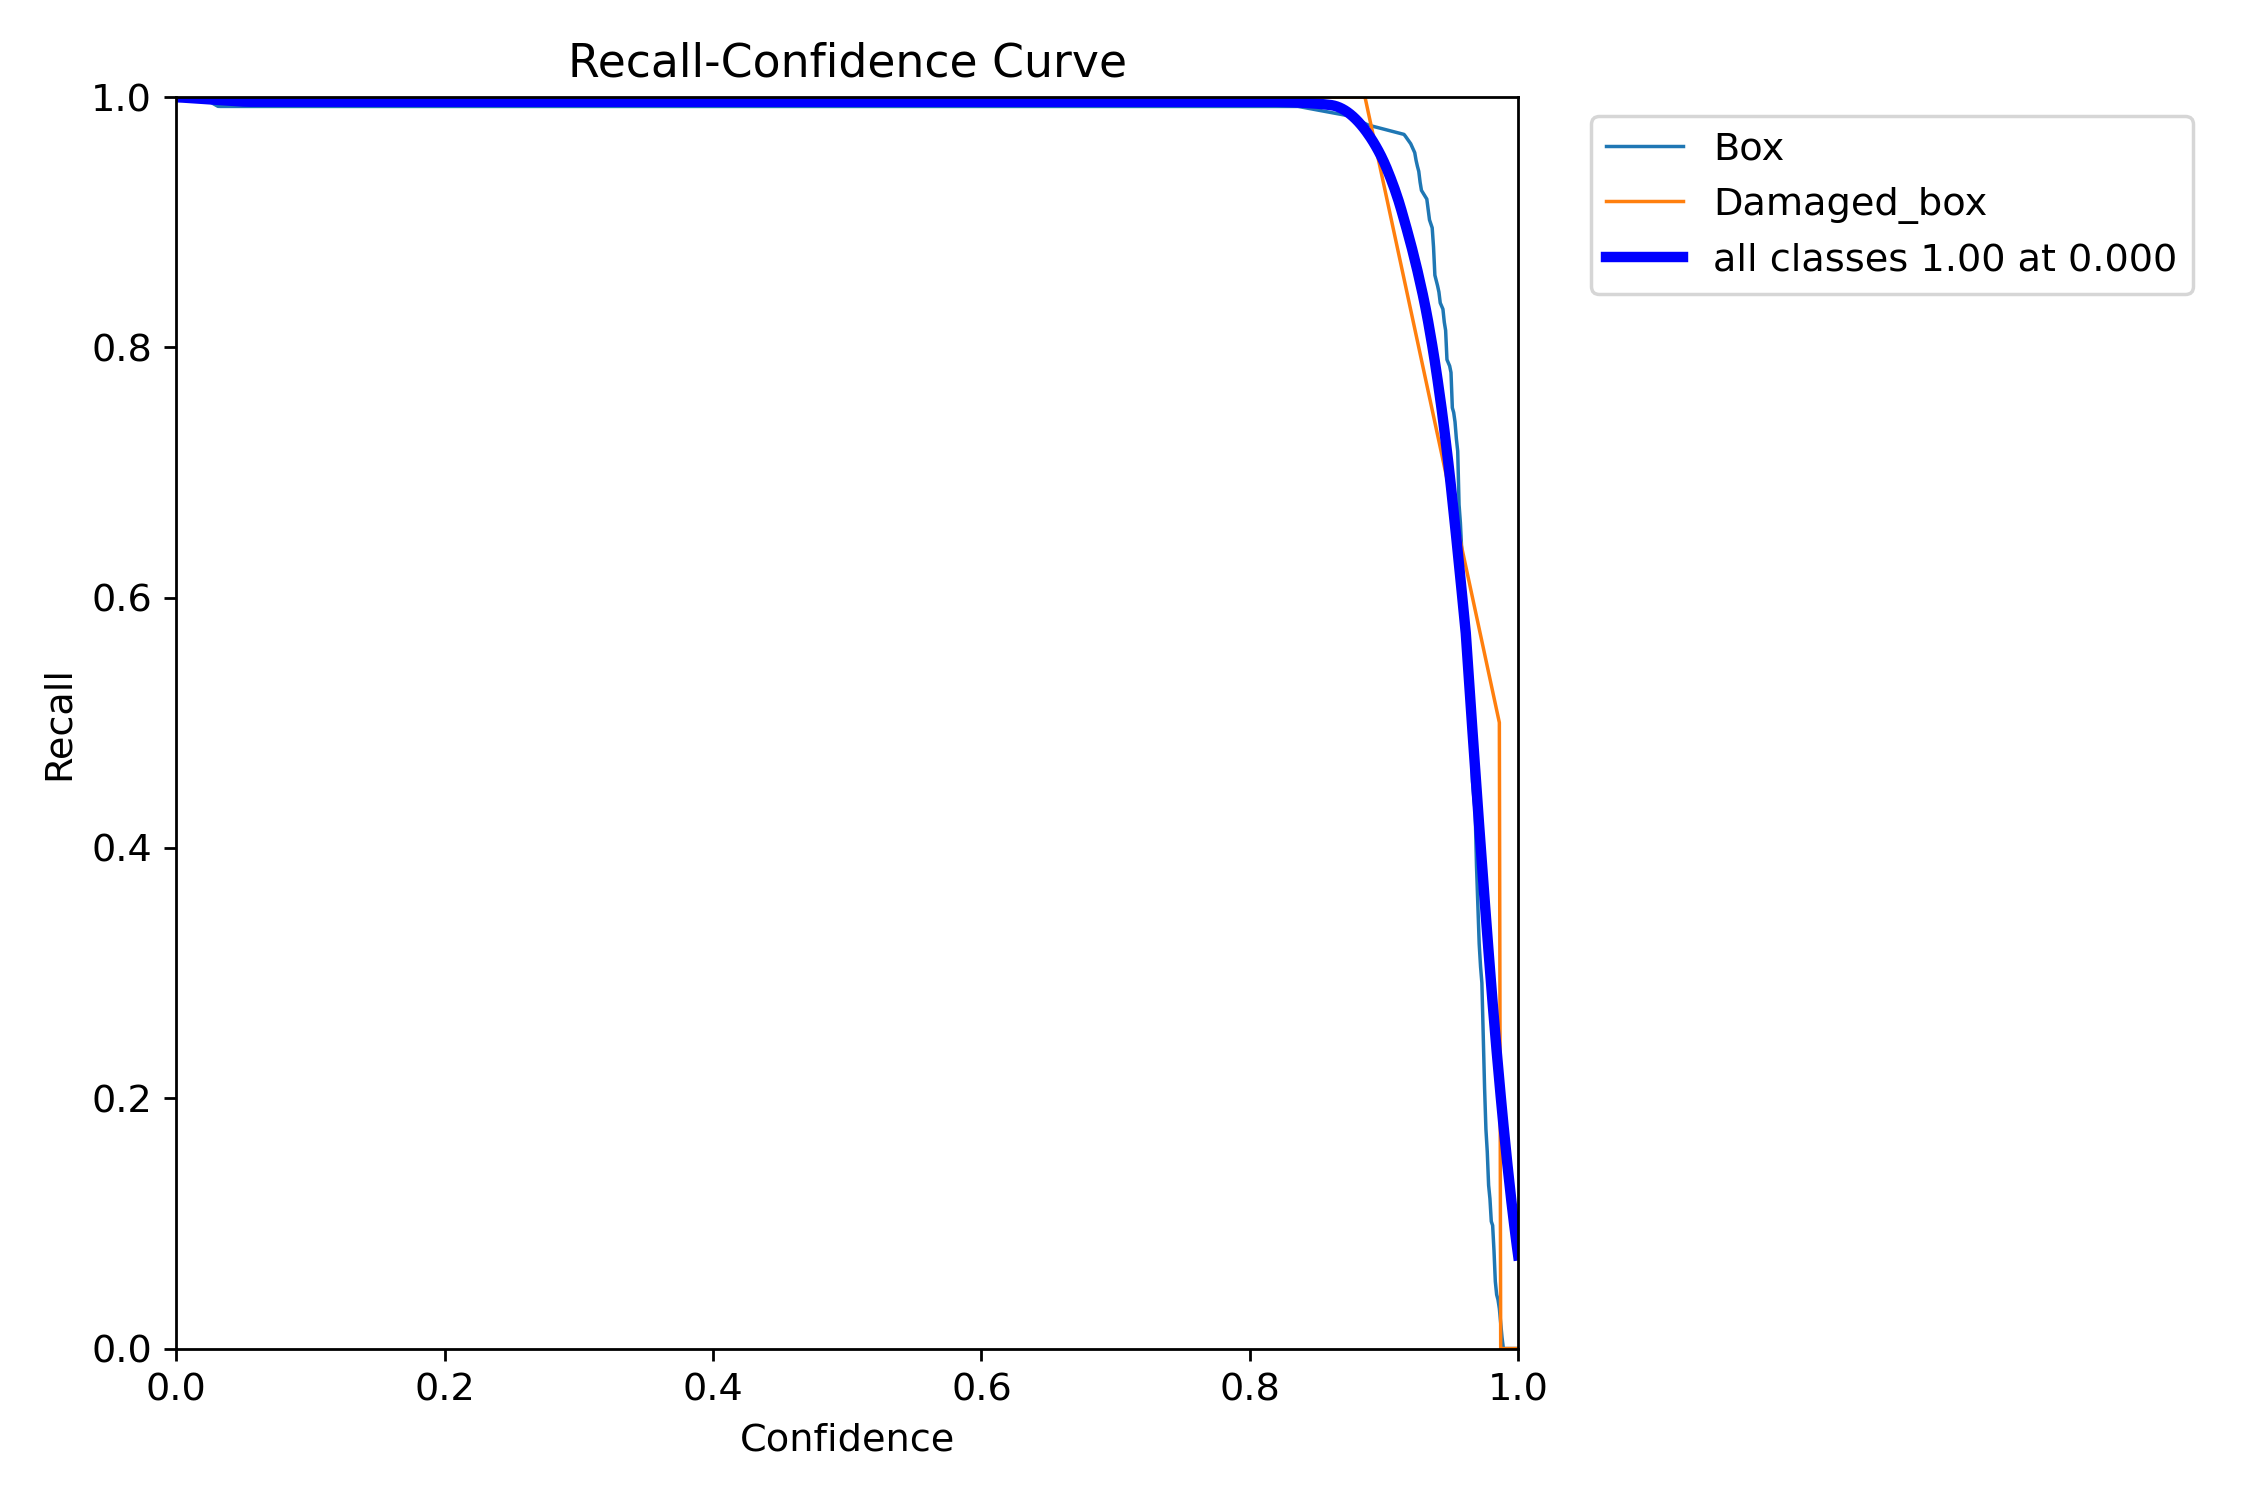 Recall-Confidence Curve
Box
Damaged_box
all classes 1.00 at 0.000
Recall
1.0
0.8
0.6
0.4
0.2
0.0
0.0 0.2 0.4 0.6 0.8 1.0
Confidence